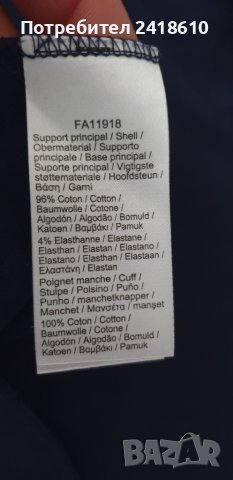 Потребител 2418610
FA11918
Support principal / Shell /
Obermaterial / Supporto
principale / Base principal /
Suporte principal / Vigtigste
støttemateriale / Hoofdsteun /
Βάση / Garni
96% Coton / Cotton /
Baumwolle / Cotone /
Algodón / Algodão / Bomuld /
Katoen / Βαμβάκι / Pamuk
4% Elasthanne / Elastane /
Elasthan / Elastan / Elastano /
Elastano / Elasthan / Elastaan /
Ελαστάνη / Elastan
Poignet manche / Cuff /
Stulpe / Polsino / Puño /
Punho / manchetknapper /
Manchet / Μανσέτα / manşet
100% Coton / Cotton /
Baumwolle / Cotone /
Algodón / Algodão / Bomuld /
Katoen / Βαμβάκι / Pamuk
BAZAR